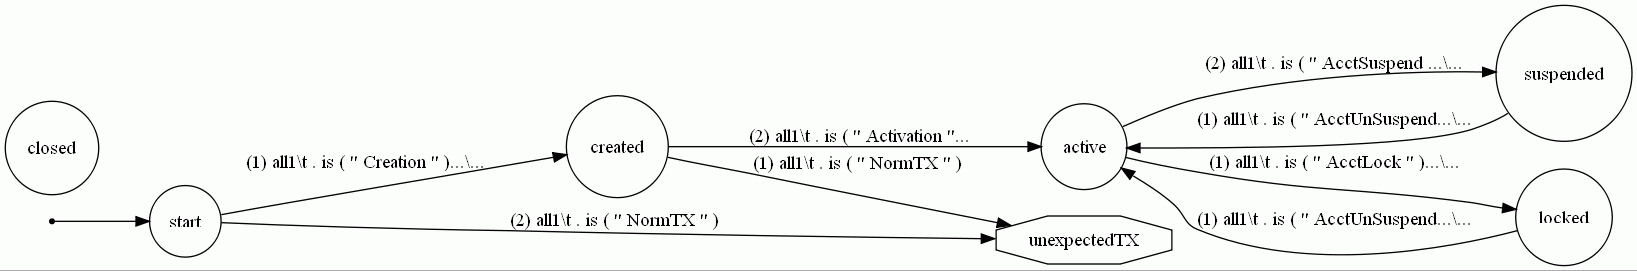 closed
start
(1) all1\t . is ( " Creation " )...\...
(2) all1\t . is ( " NormTX " )
created
(2) all1\t . is ( " Activation "...
(1) all1\t . is ( " NormTX " )
active
unexpectedTX
(2) all1\t . is ( " AcctSuspend ...\...
(1) all1\t . is ( " AcctUnSuspend...\...
(1) all1\t . is ( " AcctLock " )...\...
(1) all1\t . is ( " AcctUnSuspend...\...
suspended
locked